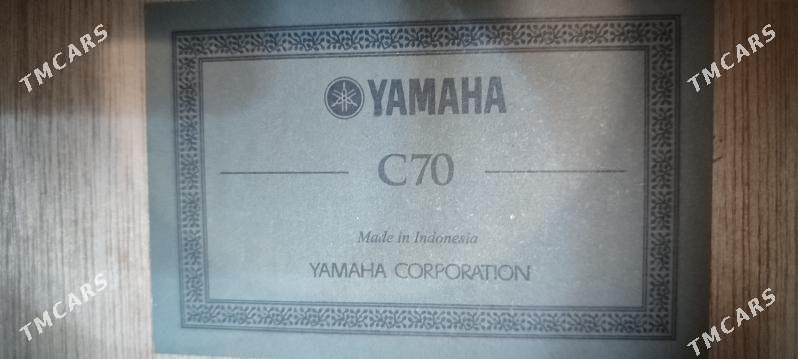 TMCARS
TMCARS
YAMAHA
C70
Made in Indonesia
YAMAHA CORPORATION
TMCARS
TMCARS